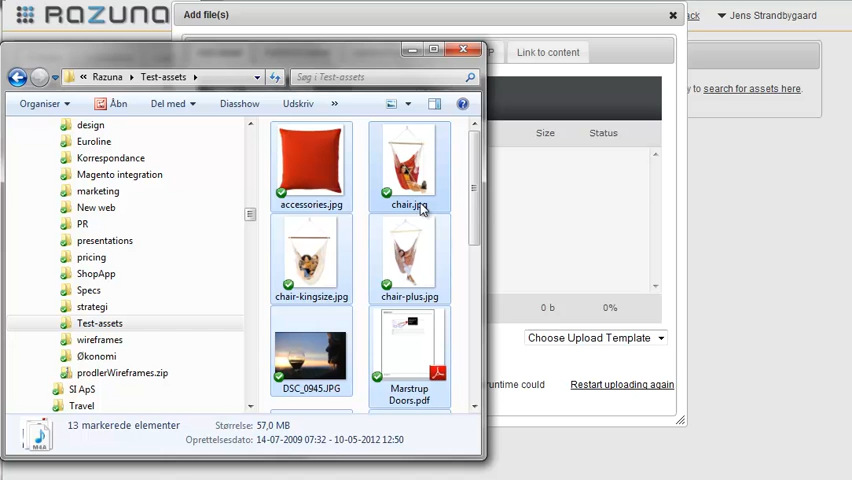 RAZUNA
Add file(s)
ack
Jens Strandbygaard
Link to content
y to search for assets here.
Razuna
Test-assets
Søg i Test-assets
Organiser
Åbn
Del med
Diasshow
Udskriv
»
Size
Status
design
Euroline
Korrespondance
Magento integration
marketing
New web
PR
presentations
pricing
ShopApp
Specs
strategi
Test-assets
wireframes
Økonomi
prodlerWireframes.zip
SI ApS
Travel
accessories.jpg
chair.jpg
chair-kingsize.jpg
chair-plus.jpg
DSC_0945.JPG
Marstrup
Doors.pdf
0 b
0%
Choose Upload Template
runtime could
Restart uploading again
13 markerede elementer
Størrelse: 57,0 MB
Oprettelsesdato: 14-07-2009 07:32 - 10-05-2012 12:50
M4A